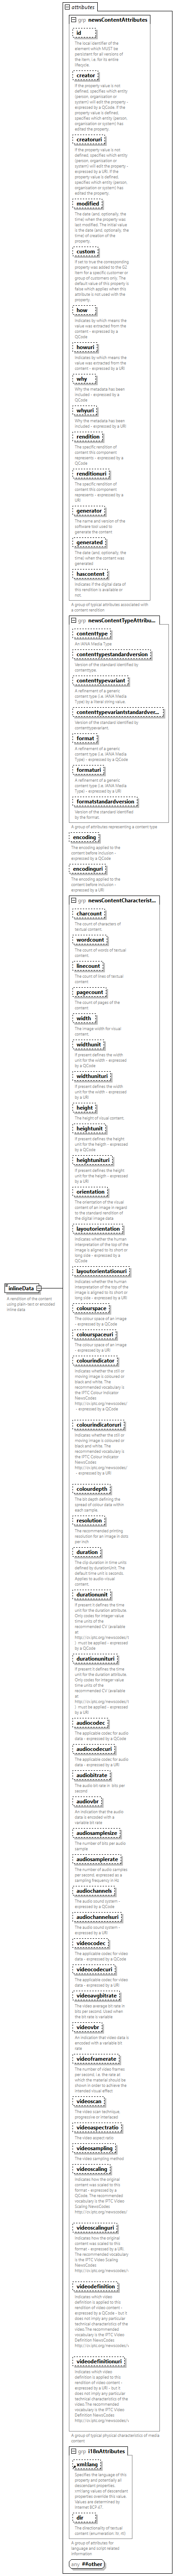 attributes
grp newsContentAttributes
id
The local identifier of the
element which MUST be
persistent for all versions of
the item, i.e. for its entire
lifecycle.
creator
If the property value is not
defined, specifies which entity
(person, organisation or
system) will edit the property -
expressed by a QCode. If the
property value is defined,
specifies which entity (person,
organisation or system) has
edited the property.
creatoruri
If the property value is not
defined, specifies which entity
(person, organisation or
system) will edit the property -
expressed by a URI. If the
property value is defined,
specifies which entity (person,
organisation or system) has
edited the property.
modified
The date (and, optionally, the
time) when the property was
last modified. The initial value
is the date (and, optionally, the
time) of creation of the
property.
custom
If set to true the corresponding
property was added to the G2
Item for a specific customer or
group of customers only. The
default value of this property is
false which applies when this
attribute is not used with the
property.
how
Indicates by which means the
value was extracted from the
content - expressed by a
QCode
howuri
Indicates by which means the
value was extracted from the
content - expressed by a URI
why
Why the metadata has been
included - expressed by a
QCode
whyuri
Why the metadata has been
included - expressed by a URI
rendition
The specific rendition of
content this component
represents - expressed by a
QCode
renditionuri
The specific rendition of
content this component
represents - expressed by a
URI
generator
The name and version of the
software tool used to
generate the content
generated
The date (and, optionally, the
time) when the content was
generated
hascontent
Indicates if the digital data of
this rendition is available or
not.
A group of typical attributes associated with
a content rendition
grp newsContentTypeAttribu...
contenttype
An IANA Media Type
contenttypestandardversion
Version of the standard identified by
contenttype.
contenttypevariant
A refinement of a generic
content type (i.e. IANA Media
Type) by a literal string value.
contenttypevariantstandardver...
Version of the standard identified by
contenttypevariant.
format
A refinement of a generic
content type (i.e. IANA Media
Type) - expressed by a QCode
formaturi
A refinement of a generic
content type (i.e. IANA Media
Type) - expressed by a URI
formatstandardversion
Version of the standard identified
by the format.
A group of attributes representing a content type
encoding
The encoding applied to the
content before inclusion -
expressed by a QCode
encodinguri
The encoding applied to the
content before inclusion -
expressed by a URI
grp newsContentCharacterist...
charcount
The count of characters of
textual content.
wordcount
The count of words of textual
content.
linecount
The count of lines of textual
content
pagecount
The count of pages of the
content
width
The image width for visual
content.
widthunit
If present defines the width
unit for the width - expressed
by a QCode
widthunituri
If present defines the width
unit for the width - expressed
by a URI
height
The height of visual content.
heightunit
If present defines the height
unit for the heigth - expressed
by a QCode
heightunituri
If present defines the height
unit for the heigth - expressed
by a URI
orientation
The orientation of the visual
content of an image in regard
to the standard rendition of
the digital image data.
layoutorientation
Indicates whether the human
interpretation of the top of the
image is aligned to its short or
long side - expressed by a
QCode
layoutorientationuri
Indicates whether the human
interpretation of the top of the
image is aligned to its short or
long side - expressed by a URI
colourspace
The colour space of an image
- expressed by a QCode
colourspaceuri
The colour space of an image
- expressed by a URI
colourindicator
Indicates whether the still or
moving image is coloured or
black and white. The
recommended vocabulary is
the IPTC Colour Indicator
NewsCodes
http://cv.iptc.org/newscodes/
- expressed by a QCode
colourindicatoruri
Indicates whether the still or
moving image is coloured or
black and white. The
recommended vocabulary is
the IPTC Colour Indicator
NewsCodes
http://cv.iptc.org/newscodes/
- expressed by a URI
colourdepth
The bit depth defining the
spread of colour data within
each sample.
resolution
The recommended printing
resolution for an image in dots
per inch
duration
The clip duration in time units
defined by durationUnit. The
default time unit is seconds.
Applies to audio-visual
content.
durationunit
If present it defines the time
unit for the duration attribute.
Only codes for integer value
time units of the
recommended CV (available
at
http://cv.iptc.org/newscodes/t
) must be applied - expressed
by a QCode
durationunituri
If present it defines the time
unit for the duration attribute.
Only codes for integer value
time units of the
recommended CV (available
at
http://cv.iptc.org/newscodes/t
) must be applied - expressed
by a URI
audiocodec
The applicable codec for audio
data - expressed by a QCode
audiocodecuri
The applicable codec for audio
data - expressed by a URI
audiobitrate
The audio bit rate in bits per
second
audiovbr
An indication that the audio
data is encoded with a
variable bit rate
audiosamplesize
The number of bits per audio
sample
audiosamplerate
The number of audio samples
per second, expressed as a
sampling frequency in Hz
audiochannels
The audio sound system -
expressed by a QCode
audiochannelsuri
The audio sound system -
expressed by a URI
videocodec
The applicable codec for video
data - expressed by a QCode
videocodecuri
The applicable codec for video
data - expressed by a URI
videoavgbitrate
The video average bit rate in
bits per second. Used when
the bit rate is variable
videovbr
An indication that video data is
encoded with a variable bit
rate
videoframerate
The number of video frames
per second, i.e. the rate at
which the material should be
shown in order to achieve the
intended visual effect
videoscan
The video scan technique,
progressive or interlaced
videoaspectratio
The video aspect ratio
videosampling
The video sampling method
videoscaling
Indicates how the original
content was scaled to this
format - expressed by a
QCode. The recommended
vocabulary is the IPTC Video
Scaling NewsCodes
http://cv.iptc.org/newscodes/
videoscalinguri
Indicates how the original
content was scaled to this
format - expressed by a URI.
The recommended vocabulary
is the IPTC Video Scaling
NewsCodes
http://cv.iptc.org/newscodes/
videodefinition
Indicates which video
definition is applied to this
rendition of video content -
expressed by a QCode - but it
does not imply any particular
technical characteristics of the
video.The recommended
vocabulary is the IPTC Video
Definition NewsCodes
http://cv.iptc.org/newscodes/
videodefinitionuri
Indicates which video
definition is applied to this
rendition of video content -
expressed by a URI - but it
does not imply any particular
technical characteristics of the
video.The recommended
vocabulary is the IPTC Video
Definition NewsCodes
http://cv.iptc.org/newscodes/
A group of typical physical characteristics of media
content
inlineData
A rendition of the content
using plain-text or encoded
inline data
grp i18nAttributes
xml:lang
Specifies the language of this
property and potentially all
descendant properties.
xml:lang values of descendant
properties override this value.
Values are determined by
Internet BCP 47.
dir
The directionality of textual
content (enumeration: ltr, rtl)
A group of attributes for
language and script related
information
any ##other